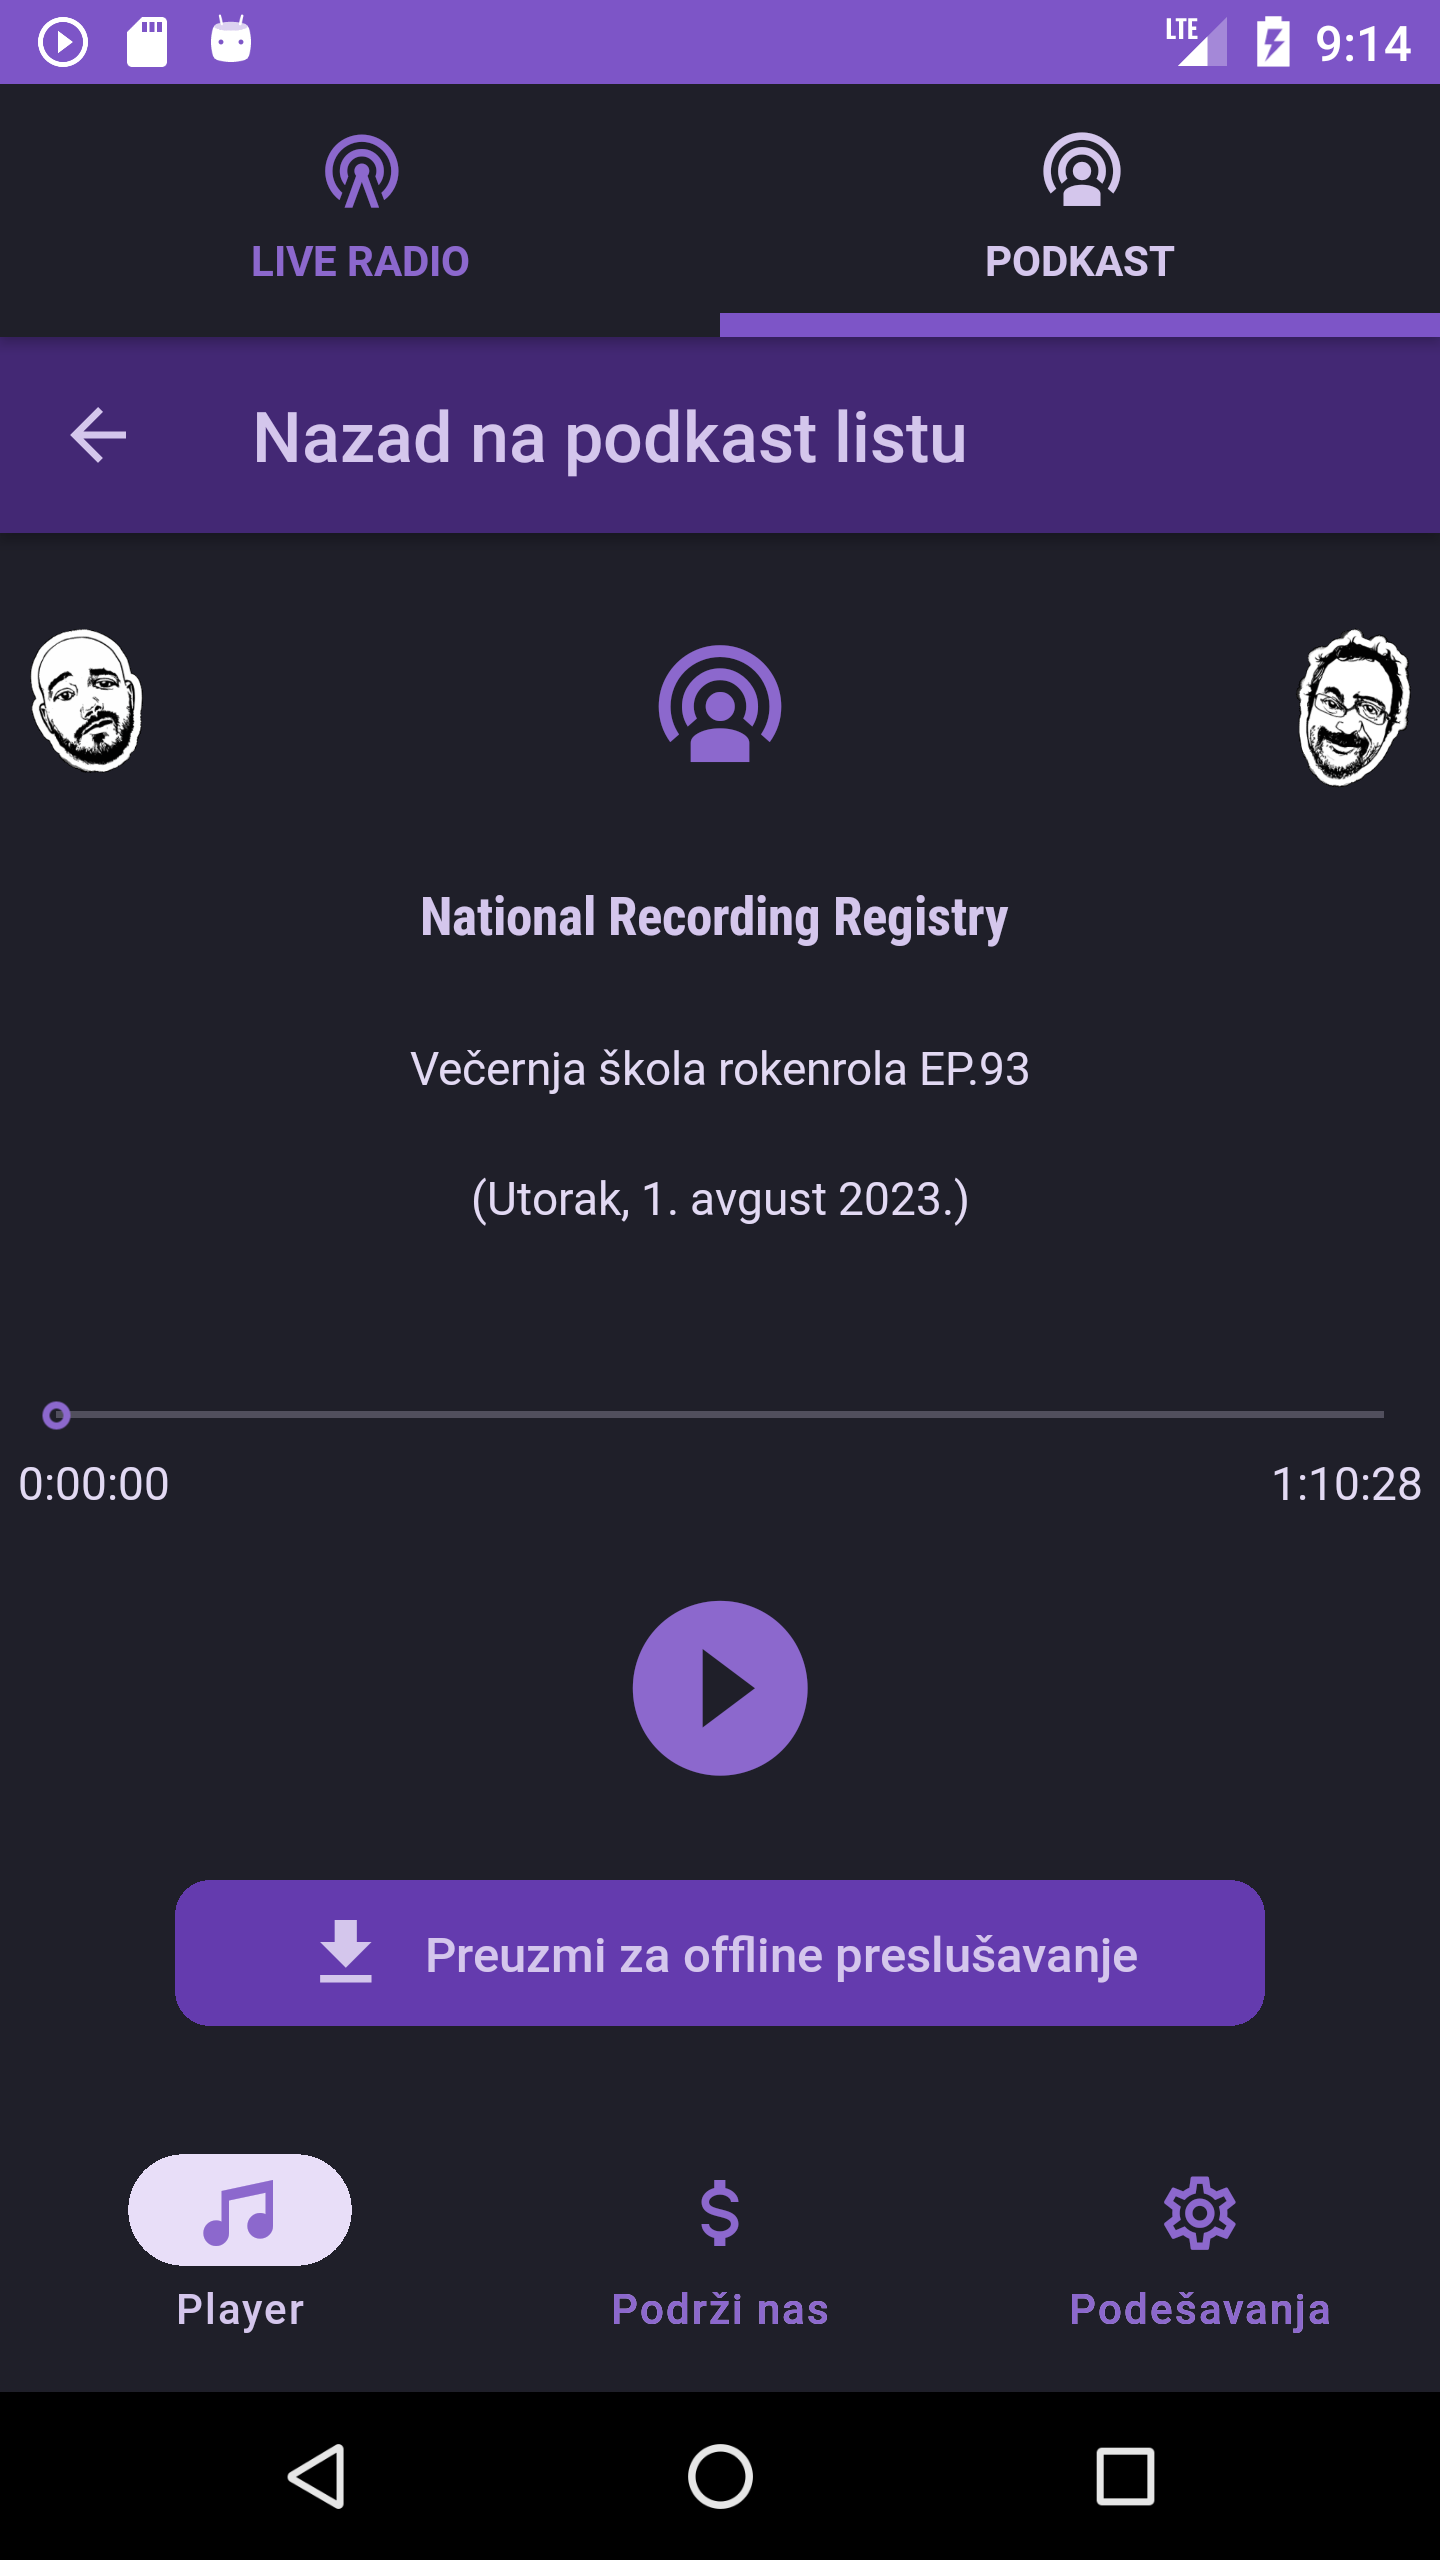 LTE 9:14
LIVE RADIO
PODKAST
Nazad na podkast listu
National Recording Registry
Večernja škola rokenrola EP.93
(Utorak, 1. avgust 2023.)
0:00:00
1:10:28
Preuzmi za offline preslušavanje
Player
Podrži nas
Podešavanja